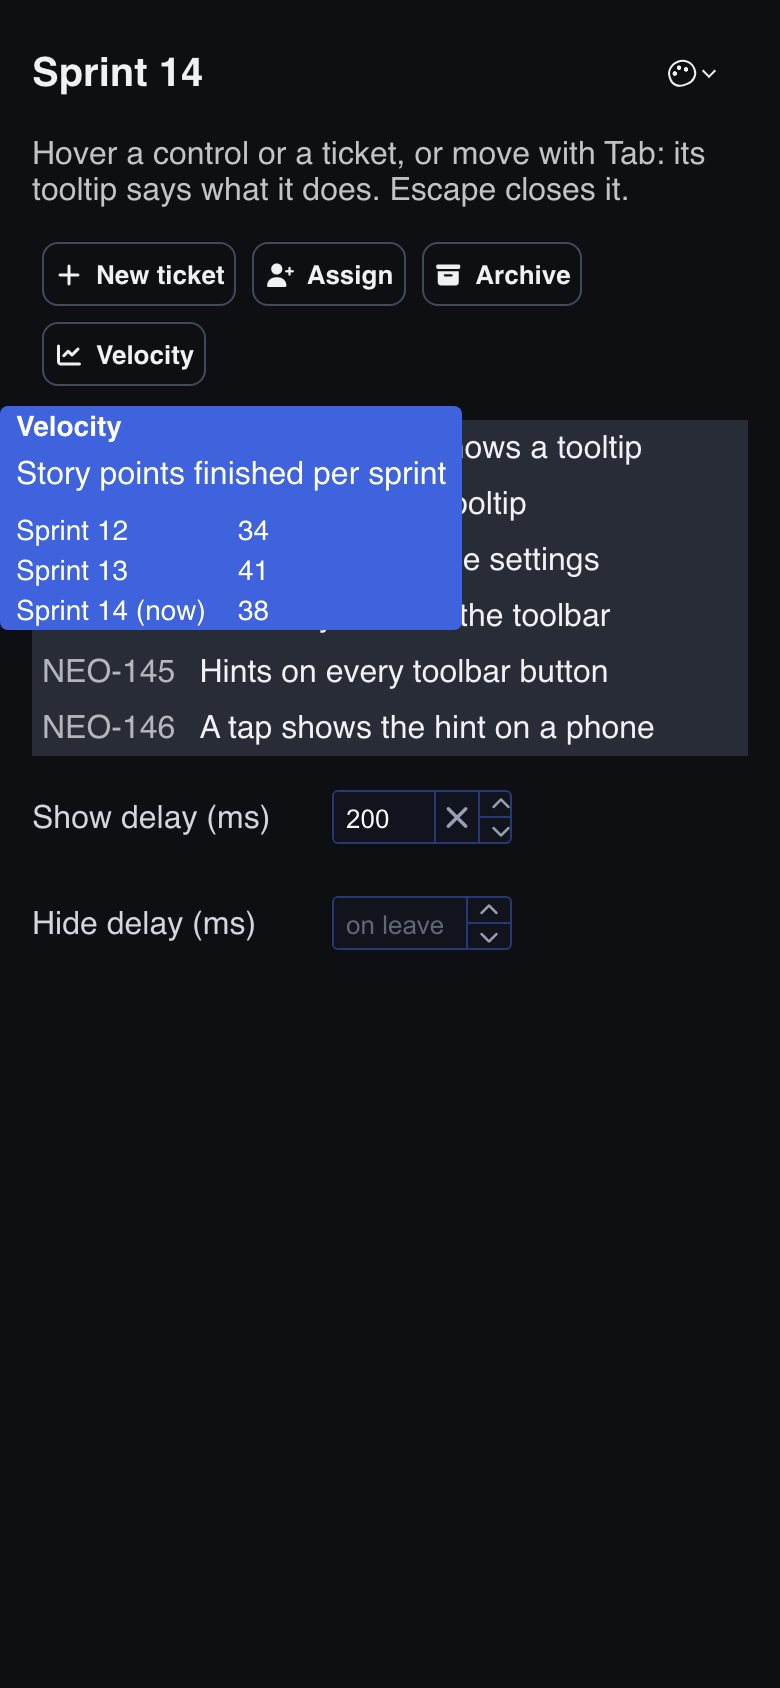 Sprint 14
Hover a control or a ticket, or move with Tab: its
tooltip says what it does. Escape closes it.
New ticket
Assign
Archive
Velocity
Velocity
Story points finished per sprint
Sprint 12 34
Sprint 13 41
Sprint 14 (now) 38
a tooltip
settings
the toolbar
NEO-145 Hints on every toolbar button
NEO-146 A tap shows the hint on a phone
Show delay (ms) 200
Hide delay (ms) on leave